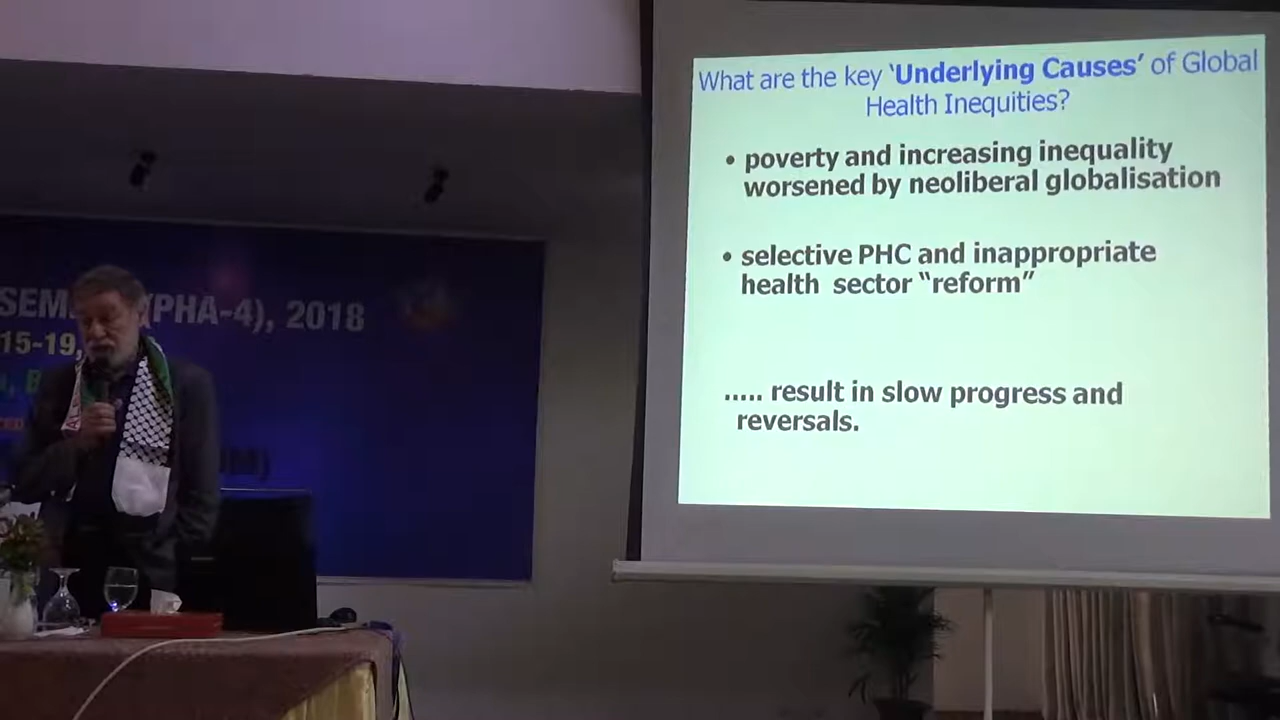 What are the key ‘Underlying Causes’ of Global
Health Inequities?
• poverty and increasing inequality
worsened by neoliberal globalisation
• selective PHC and inappropriate
health sector “reform”
..... result in slow progress and
reversals.
(PHA-4), 2018
15-19,